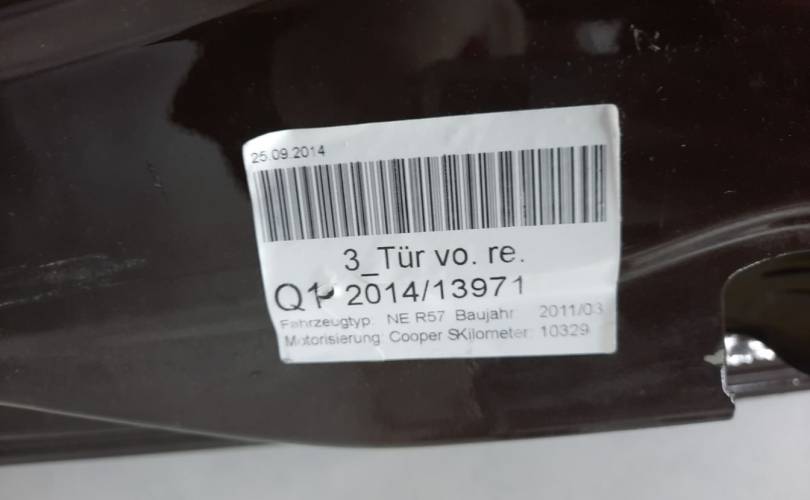 25.09.2014
3_Tür vo. re.
Q1 2014/13971
Fahrzeugtyp: NE R57 Baujahr 2011/03
Motorisierung: Cooper SKilometer: 10329